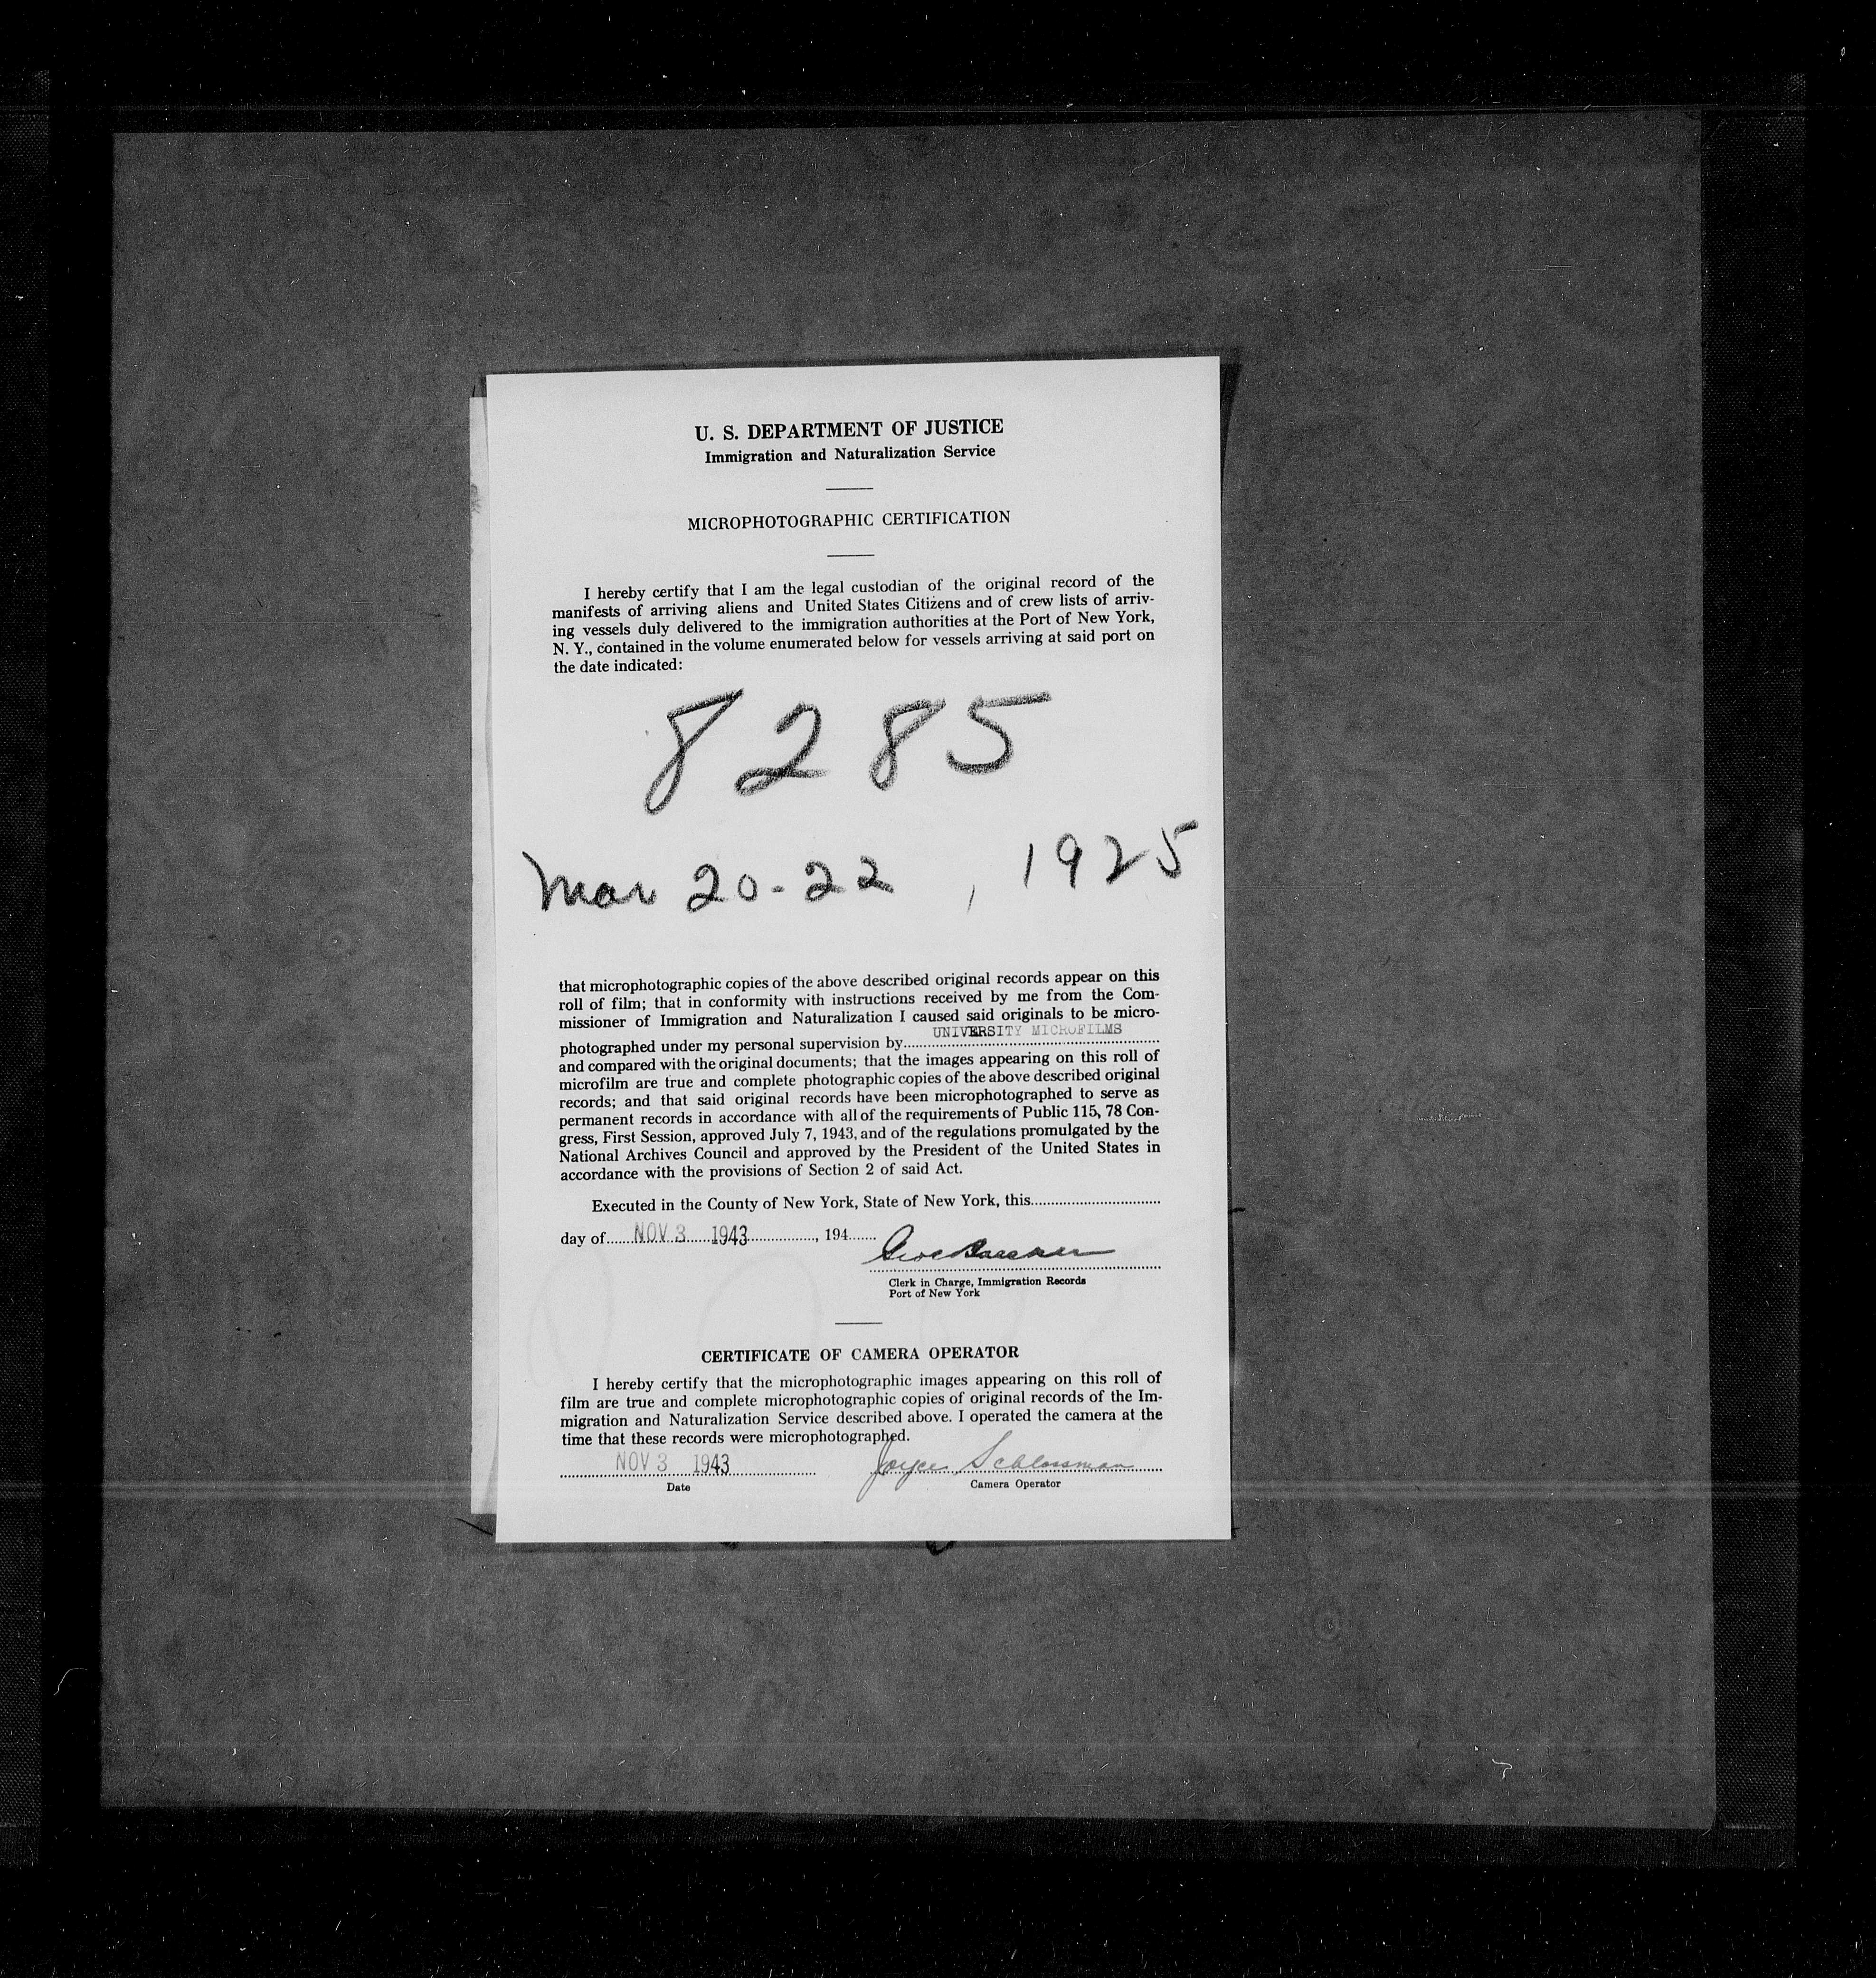 U. S. DEPARTMENT OF JUSTICE
Immigration and Naturalization Service
MICROPHOTOGRAPHIC CERTIFICATION
I hereby certify that I am the legal custodian of the original record of the
manifests of arriving aliens and United States Citizens and of crew lists of arriv-
ing vessels duly delivered to the immigration authorities at the Port of New York,
N. Y., contained in the volume enumerated below for vessels arriving at said port on
the date indicated:
8285
Mar 20-22, 1925
that microphotographic copies of the above described original records appear on this
roll of film; that in conformity with instructions received by me from the Com-
missioner of Immigration and Naturalization I caused said originals to be micro-
UNIVERSITY MICROFILMS
photographed under my personal supervision by
and compared with the original documents; that the images appearing on this roll of
microfilm are true and complete photographic copies of the above described original
records; and that said original records have been microphotographed to serve as
permanent records in accordance with all of the requirements of Public 115, 78 Con-
gress, First Session, approved July 7, 1943, and of the regulations promulgated by the
National Archives Council and approved by the President of the United States in
accordance with the provisions of Section 2 of said Act.
Executed in the County of New York, State of New York, this
day of NOV 3 1943, 194
Clerk in Charge, Immigration Records
Port of New York
CERTIFICATE OF CAMERA OPERATOR
I hereby certify that the microphotographic images appearing on this roll of
film are true and complete microphotographic copies of original records of the Im-
migration and Naturalization Service described above. I operated the camera at the
time that these records were microphotographed.
NOV 3 1943 Joyce Schlossman
Date Camera Operator